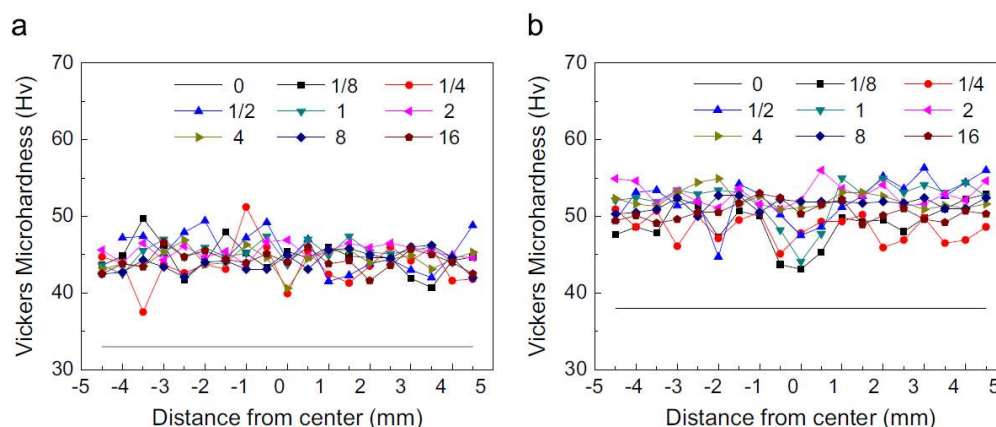 a
b
70
60
50
40
30
Vickers Microhardness (Hv)
0 1/8 1/4
1/2 1 2
4 8 16
-5 -4 -3 -2 -1 0 1 2 3 4 5
Distance from center (mm)
70
60
50
40
30
Vickers Microhardness (Hv)
0 1/8 1/4
1/2 1 2
4 8 16
-5 -4 -3 -2 -1 0 1 2 3 4 5
Distance from center (mm)